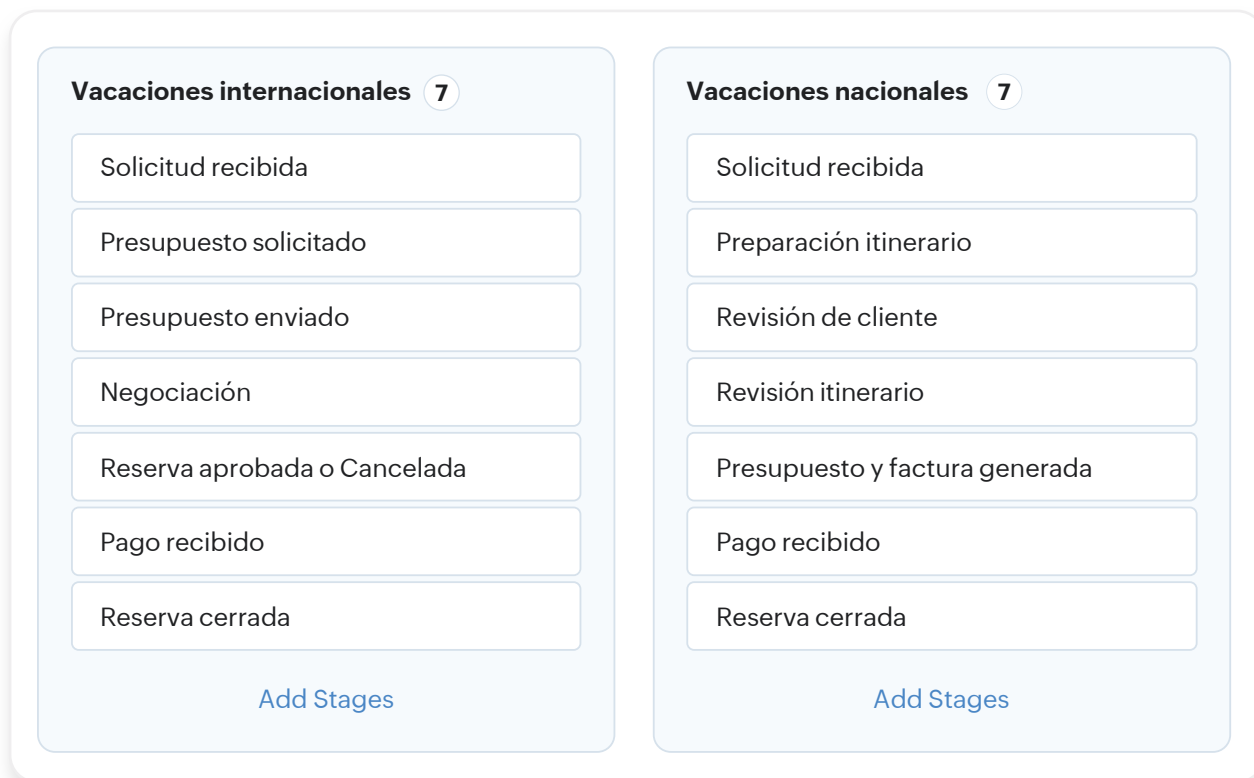 Vacaciones internacionales 7
Solicitud recibida
Presupuesto solicitado
Presupuesto enviado
Negociación
Reserva aprobada o Cancelada
Pago recibido
Reserva cerrada
Add Stages
Vacaciones nacionales 7
Solicitud recibida
Preparación itinerario
Revisión de cliente
Revisión itinerario
Presupuesto y factura generada
Pago recibido
Reserva cerrada
Add Stages